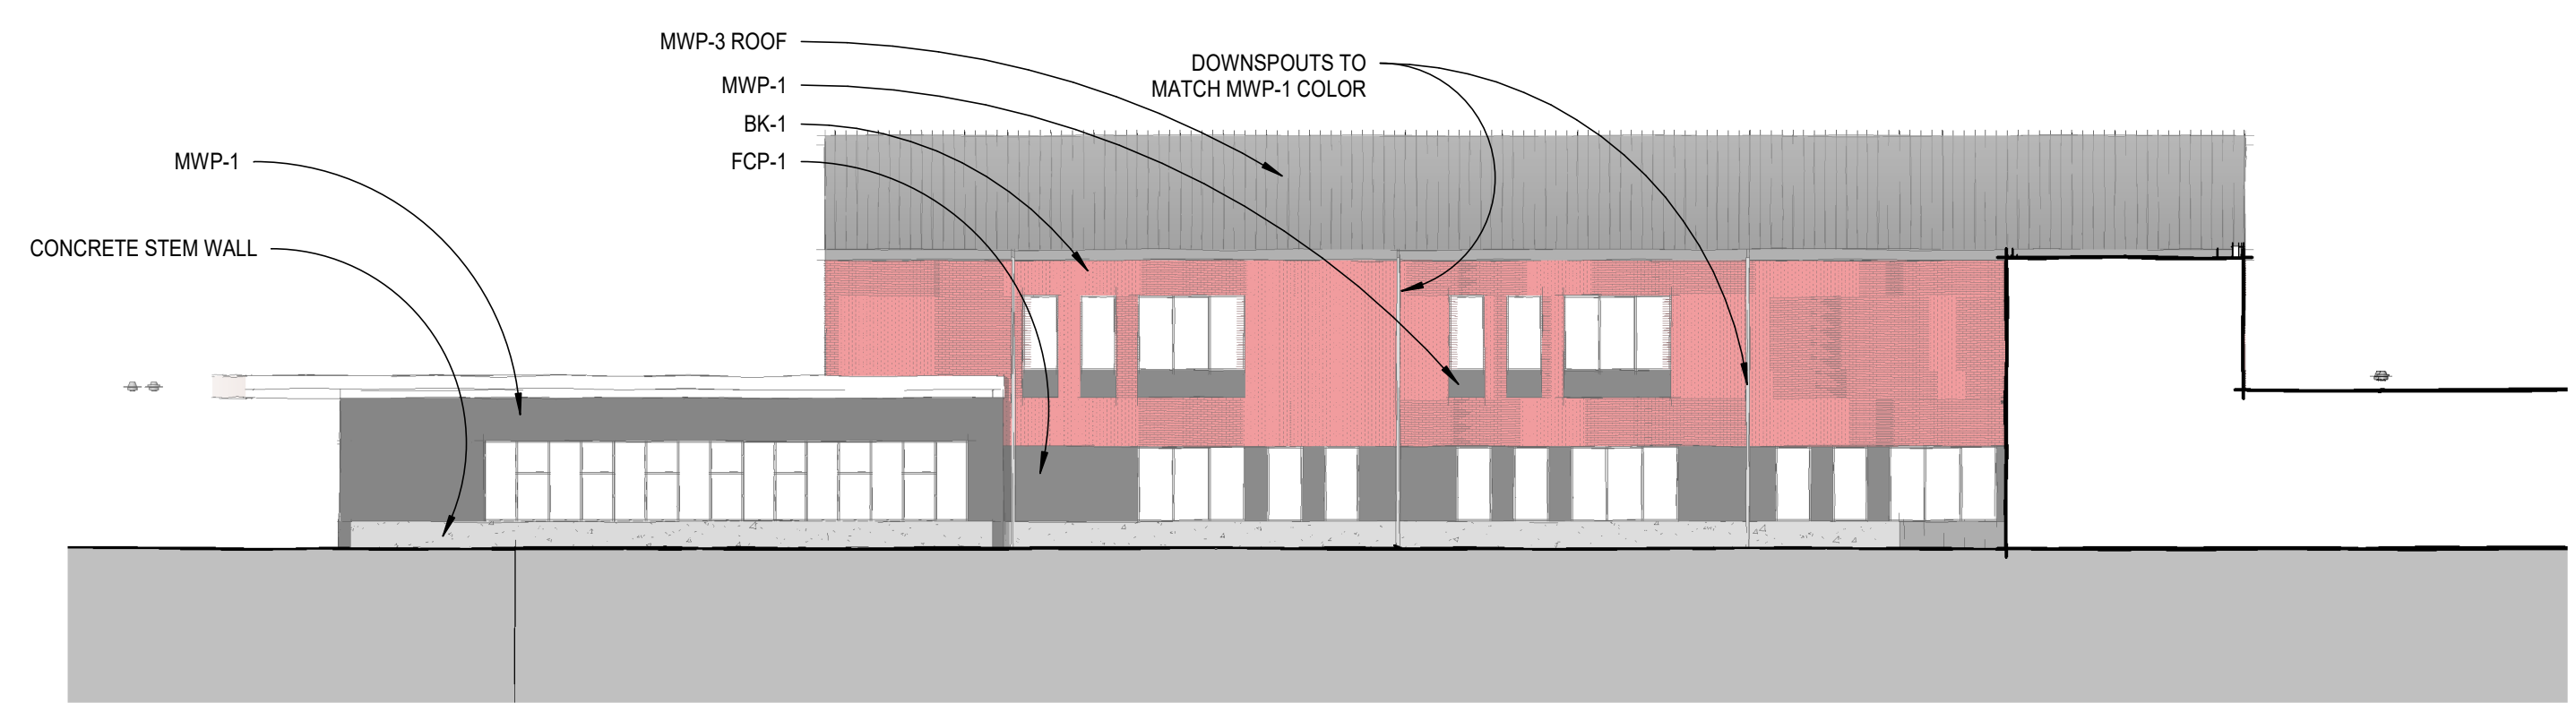 MWP-3 ROOF
MWP-1
BK-1
FCP-1
DOWNSPOUTS TO
MATCH MWP-1 COLOR
MWP-1
CONCRETE STEM WALL